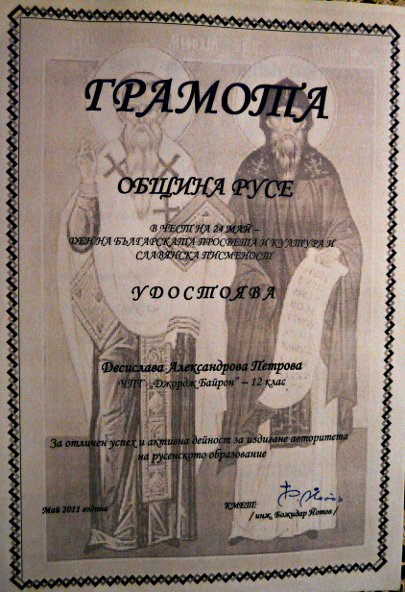 ГРАМОТА
ОБЩИНА РУСЕ
В ЧЕСТ НА 24 МАЙ –
ДЕН НА БЪЛГАРСКАТА ПРОСВЕТА И КУЛТУРА И
СЛАВЯНСКА ПИСМЕНОСТ
УДОСТОЯВА
Десислава Александрова Петрова
ЧПГ „Джордж Байрон“ – 12 клас
За отличен успех и активна дейност за издигане авторитета
на русенското образование
Май 2011 година
КМЕТ:
/ инж. Божидар Йотов /